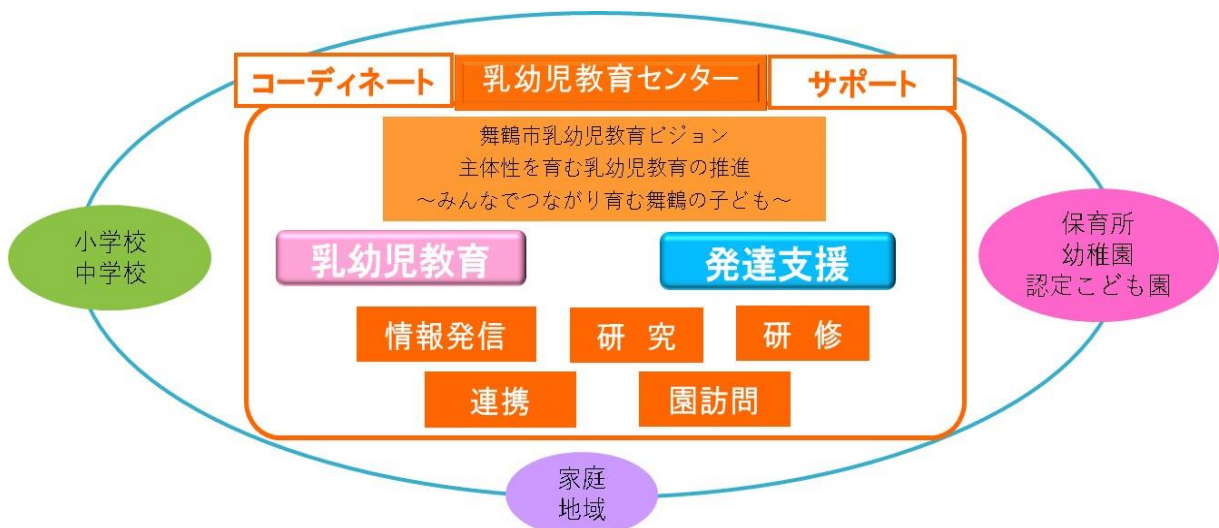 コーディネート
乳幼児教育センター
サポート
舞鶴市乳幼児教育ビジョン
主体性を育む乳幼児教育の推進
～みんなでつながり育む舞鶴の子ども～
小学校
中学校
保育所
幼稚園
認定こども園
乳幼児教育
発達支援
情報発信
研 究
研 修
連携
園訪問
家庭
地域